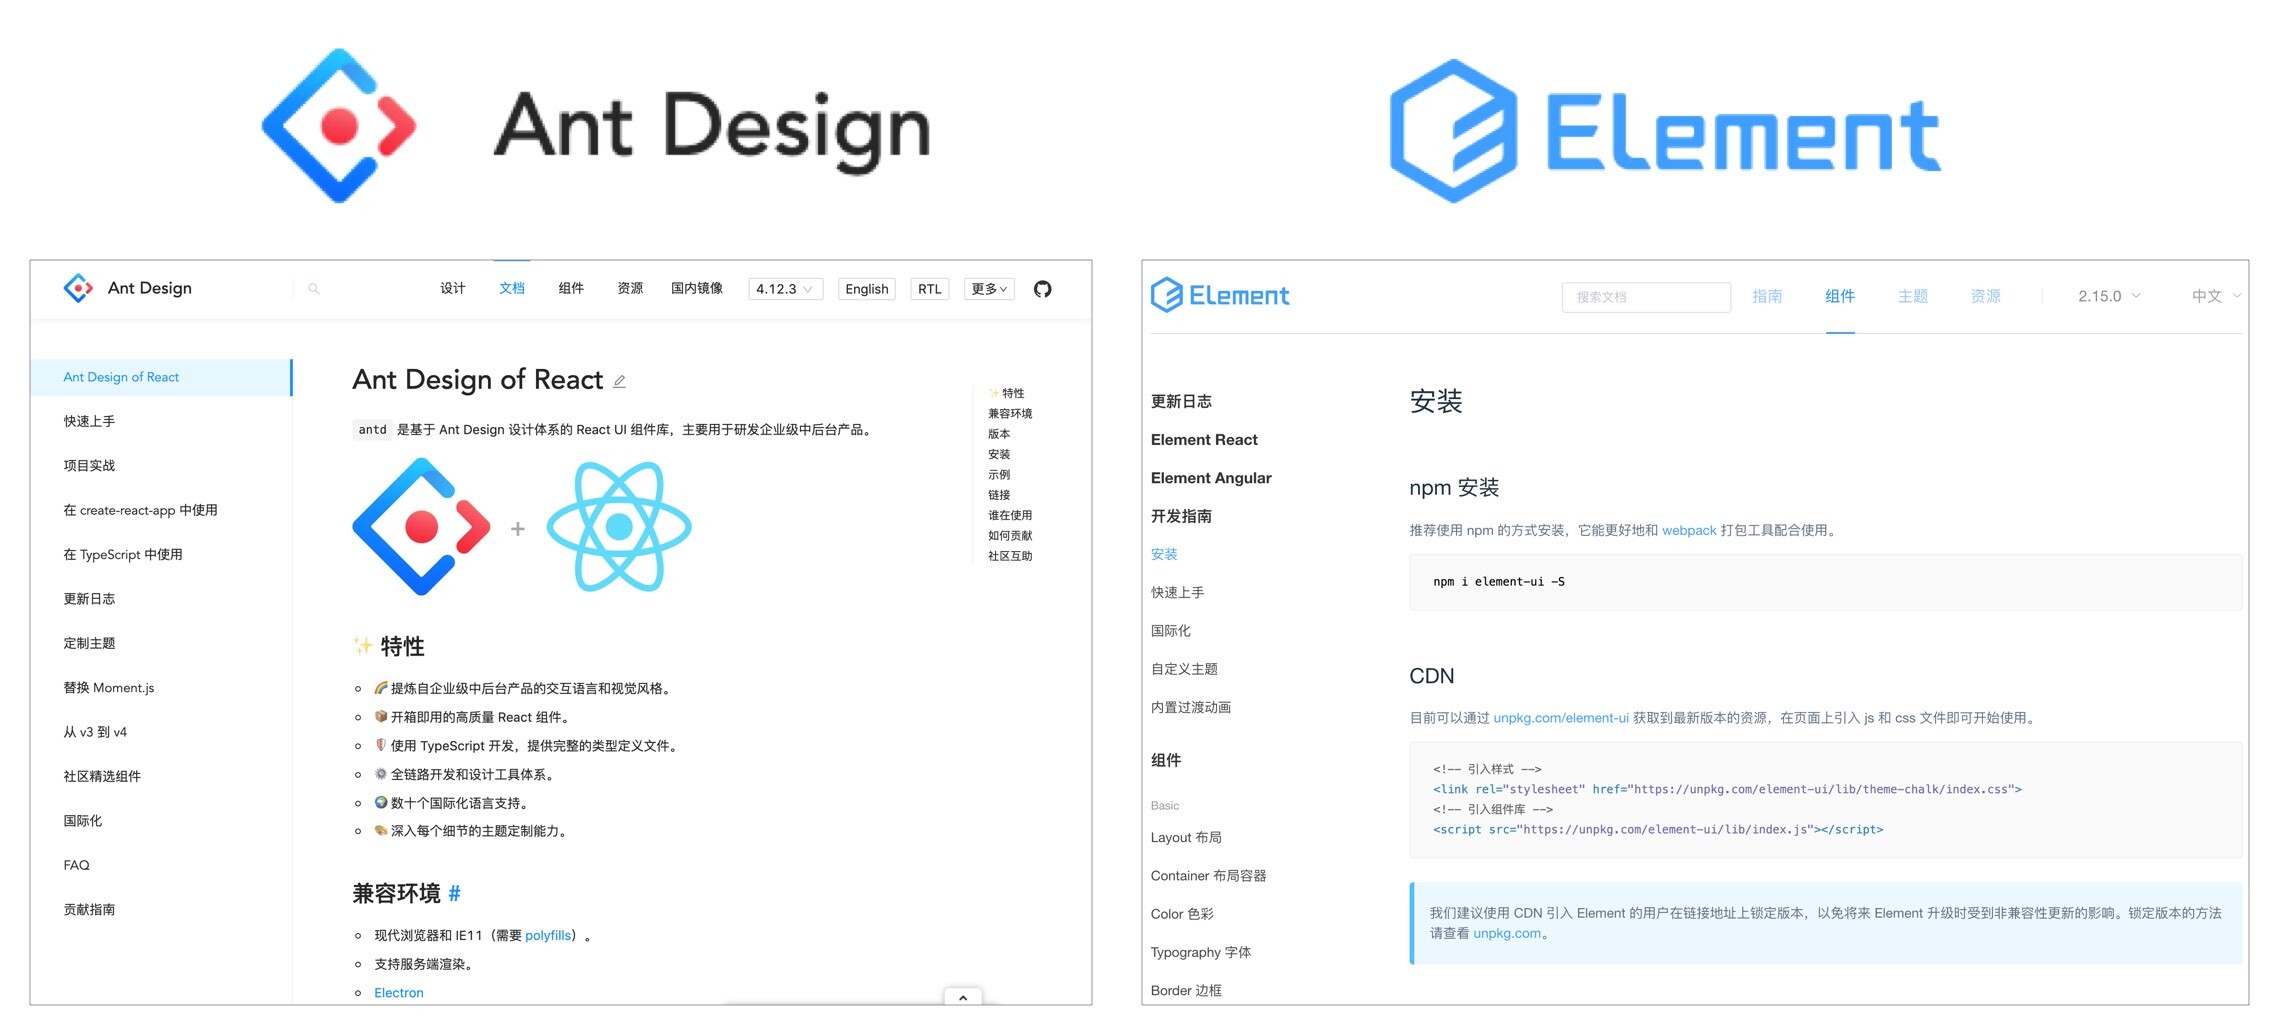 Ant Design
Element
Ant Design
设计
文档
组件
资源
国内镜像
4.12.3
English
RTL
更多
Ant Design of React
快速上手
项目实战
在 create-react-app 中使用
在 TypeScript 中使用
更新日志
定制主题
替换 Moment.js
从 v3 到 v4
社区精选组件
国际化
FAQ
贡献指南
Ant Design of React
antd 是基于 Ant Design 设计体系的 React UI 组件库，主要用于研发企业级中后台产品。
+
✨ 特性
🌈 提炼自企业级中后台产品的交互语言和视觉风格。
📦 开箱即用的高质量 React 组件。
🛡 使用 TypeScript 开发，提供完整的类型定义文件。
⚙️ 全链路开发和设计工具体系。
🌍 数十个国际化语言支持。
🎨 深入每个细节的主题定制能力。
兼容环境 #
现代浏览器和 IE11（需要 polyfills）。
支持服务端渲染。
Electron
✨ 特性
兼容环境
版本
安装
示例
链接
谁在使用
如何贡献
社区互助
Element
搜索文档
指南
组件
主题
资源
2.15.0
中文
更新日志
Element React
Element Angular
开发指南
安装
快速上手
国际化
自定义主题
内置过渡动画
组件
Basic
Layout 布局
Container 布局容器
Color 色彩
Typography 字体
Border 边框
安装
npm 安装
推荐使用 npm 的方式安装，它能更好地和 webpack 打包工具配合使用。
npm i element-ui -S
CDN
目前可以通过 unpkg.com/element-ui 获取到最新版本的资源，在页面上引入 js 和 css 文件即可开始使用。
<!-- 引入样式 -->
<link rel="stylesheet" href="https://unpkg.com/element-ui/lib/theme-chalk/index.css">
<!-- 引入组件库 -->
<script src="https://unpkg.com/element-ui/lib/index.js"></script>
我们建议使用 CDN 引入 Element 的用户在链接地址上锁定版本，以免将来 Element 升级时受到非兼容性更新的影响。锁定版本的方法
请查看 unpkg.com。